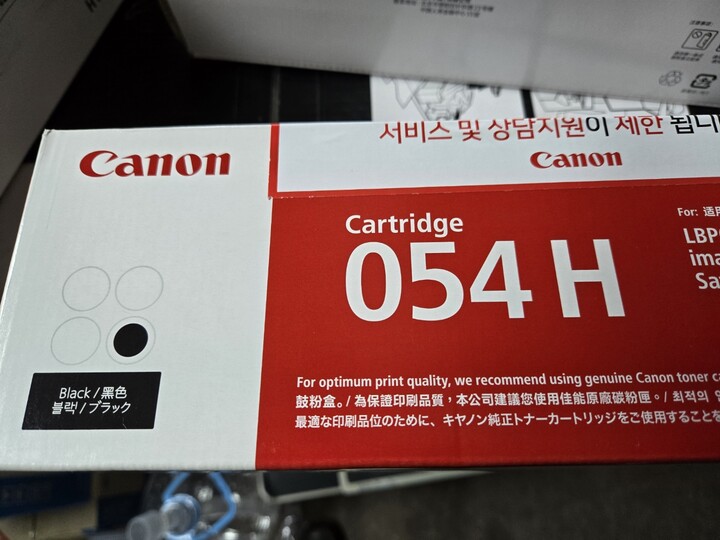 Canon
서비스 및 상담지원이 제한 됩니
Canon
Cartridge
054 H
For: 适用
LBP
ima
Sa
Black / 黑色
블랙 / ブラック
For optimum print quality, we recommend using genuine Canon toner ca
鼓粉盒。/ 為保證印刷品質，本公司建議您使用佳能原廠碳粉匣。/ 최적의
最適な印刷品位のために、キヤノン純正トナーカートリッジをご使用することを